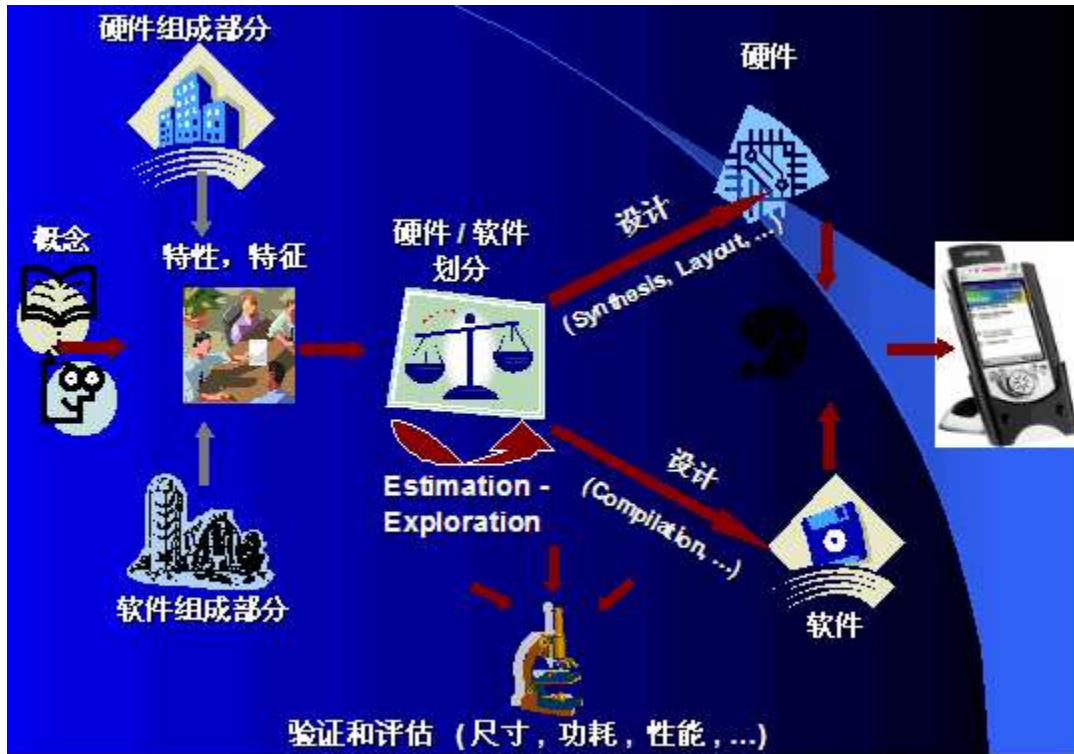 硬件组成部分
硬件
概念
特性，特征
硬件 / 软件
划分
设计
(Synthesis, Layout, ...)
Estimation -
Exploration
设计
(Compilation, ...)
软件组成部分
软件
验证和评估 （尺寸 , 功耗 , 性能 , ...)